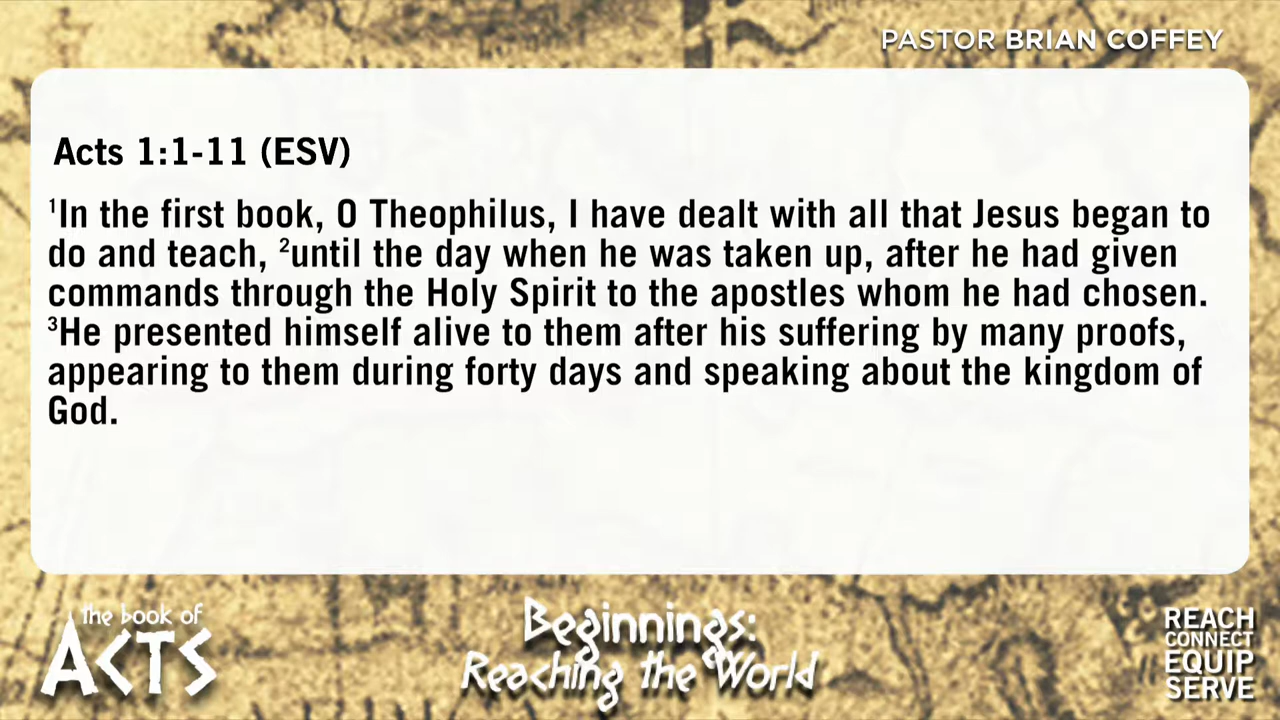 PASTOR BRIAN COFFEY
Acts 1:1-11 (ESV)
¹In the first book, O Theophilus, I have dealt with all that Jesus began to
do and teach, ²until the day when he was taken up, after he had given
commands through the Holy Spirit to the apostles whom he had chosen.
³He presented himself alive to them after his suffering by many proofs,
appearing to them during forty days and speaking about the kingdom of
God.
the book of
ACTS
Beginnings:
Reaching the World
REACH
CONNECT
EQUIP
SERVE